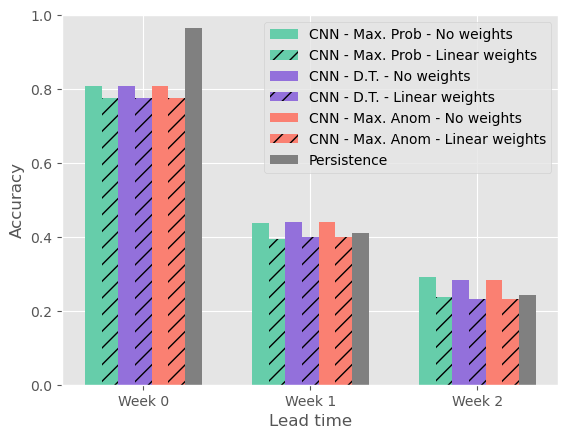 1.0
0.8
0.6
0.4
0.2
0.0
Accuracy
CNN - Max. Prob - No weights
CNN - Max. Prob - Linear weights
CNN - D.T. - No weights
CNN - D.T. - Linear weights
CNN - Max. Anom - No weights
CNN - Max. Anom - Linear weights
Persistence
Week 0
Week 1
Week 2
Lead time